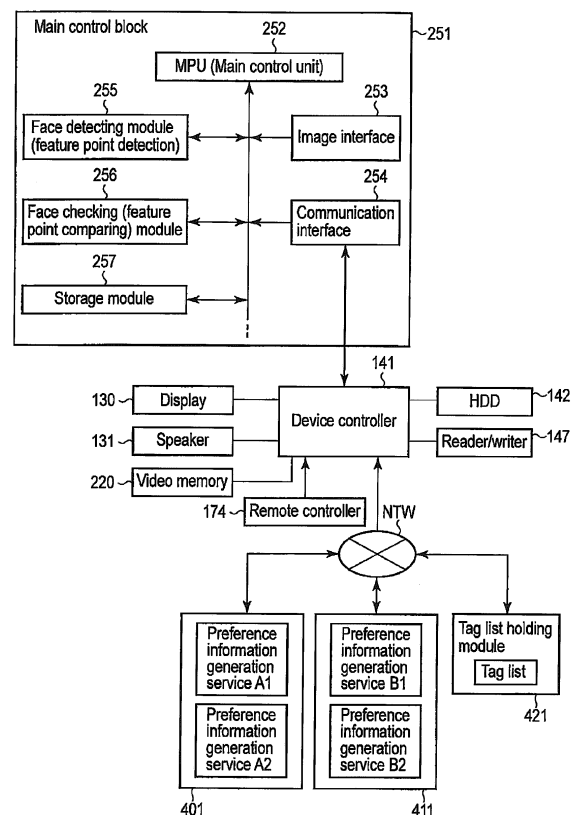 Main control block
251
252
MPU (Main control unit)
255
Face detecting module
(feature point detection)
253
Image interface
256
Face checking (feature
point comparing) module
254
Communication
interface
257
Storage module
141
Device controller
130
Display
131
Speaker
220
Video memory
HDD
142
Reader/writer
147
174
Remote controller
NTW
Preference
information
generation
service A1
Preference
information
generation
service A2
401
Preference
information
generation
service B1
Preference
information
generation
service B2
411
Tag list holding
module
Tag list
421